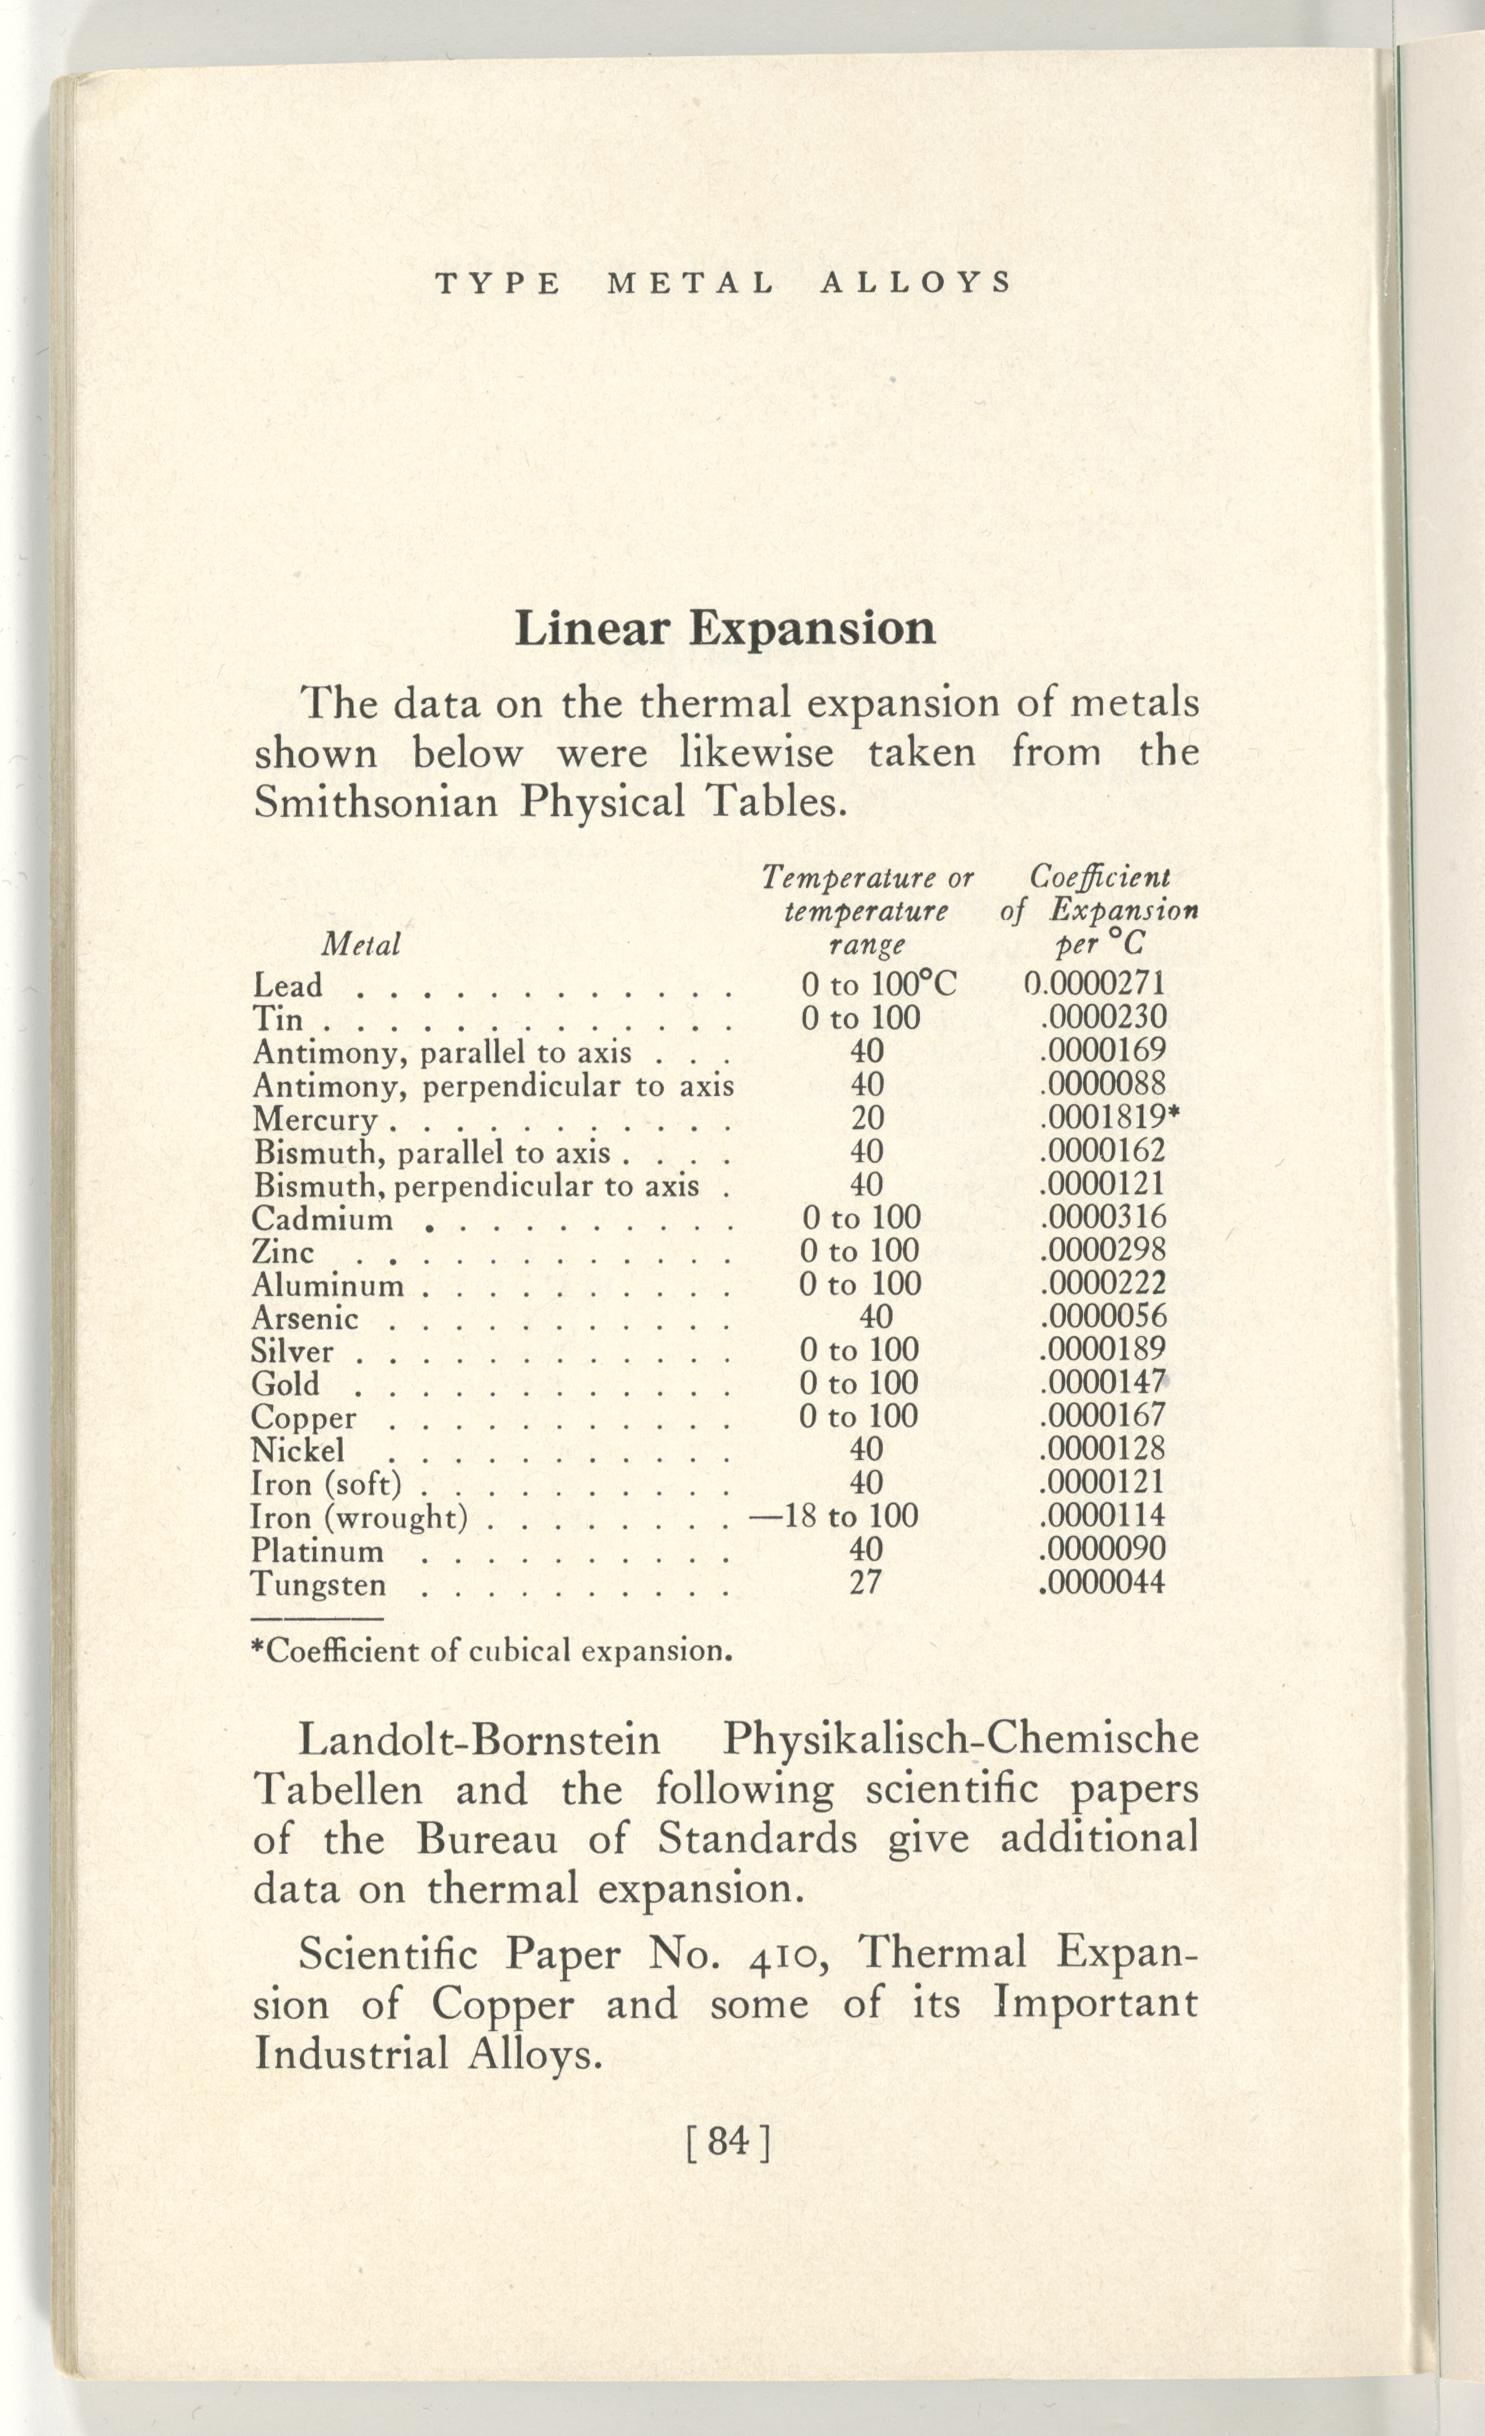 TYPE METAL ALLOYS
Linear Expansion
The data on the thermal expansion of metals
shown below were likewise taken from the
Smithsonian Physical Tables.
Metal Temperature or temperature range Coefficient of Expansion per °C
Lead . . . . . . . . . . . . 0 to 100°C 0.0000271
Tin . . . . . . . . . . . . . 0 to 100 .0000230
Antimony, parallel to axis . . . 40 .0000169
Antimony, perpendicular to axis 40 .0000088
Mercury . . . . . . . . . . . 20 .0001819*
Bismuth, parallel to axis . . . . 40 .0000162
Bismuth, perpendicular to axis . 40 .0000121
Cadmium . . . . . . . . . . 0 to 100 .0000316
Zinc . . . . . . . . . . . . 0 to 100 .0000298
Aluminum . . . . . . . . . . 0 to 100 .0000222
Arsenic . . . . . . . . . . . 40 .0000056
Silver . . . . . . . . . . . . 0 to 100 .0000189
Gold . . . . . . . . . . . . 0 to 100 .0000147
Copper . . . . . . . . . . . 0 to 100 .0000167
Nickel . . . . . . . . . . . 40 .0000128
Iron (soft) . . . . . . . . . . 40 .0000121
Iron (wrought) . . . . . . . . —18 to 100 .0000114
Platinum . . . . . . . . . . 40 .0000090
Tungsten . . . . . . . . . . 27 .0000044
*Coefficient of cubical expansion.
Landolt-Bornstein Physikalisch-Chemische
Tabellen and the following scientific papers
of the Bureau of Standards give additional
data on thermal expansion.
Scientific Paper No. 410, Thermal Expan-
sion of Copper and some of its Important
Industrial Alloys.
[ 84 ]